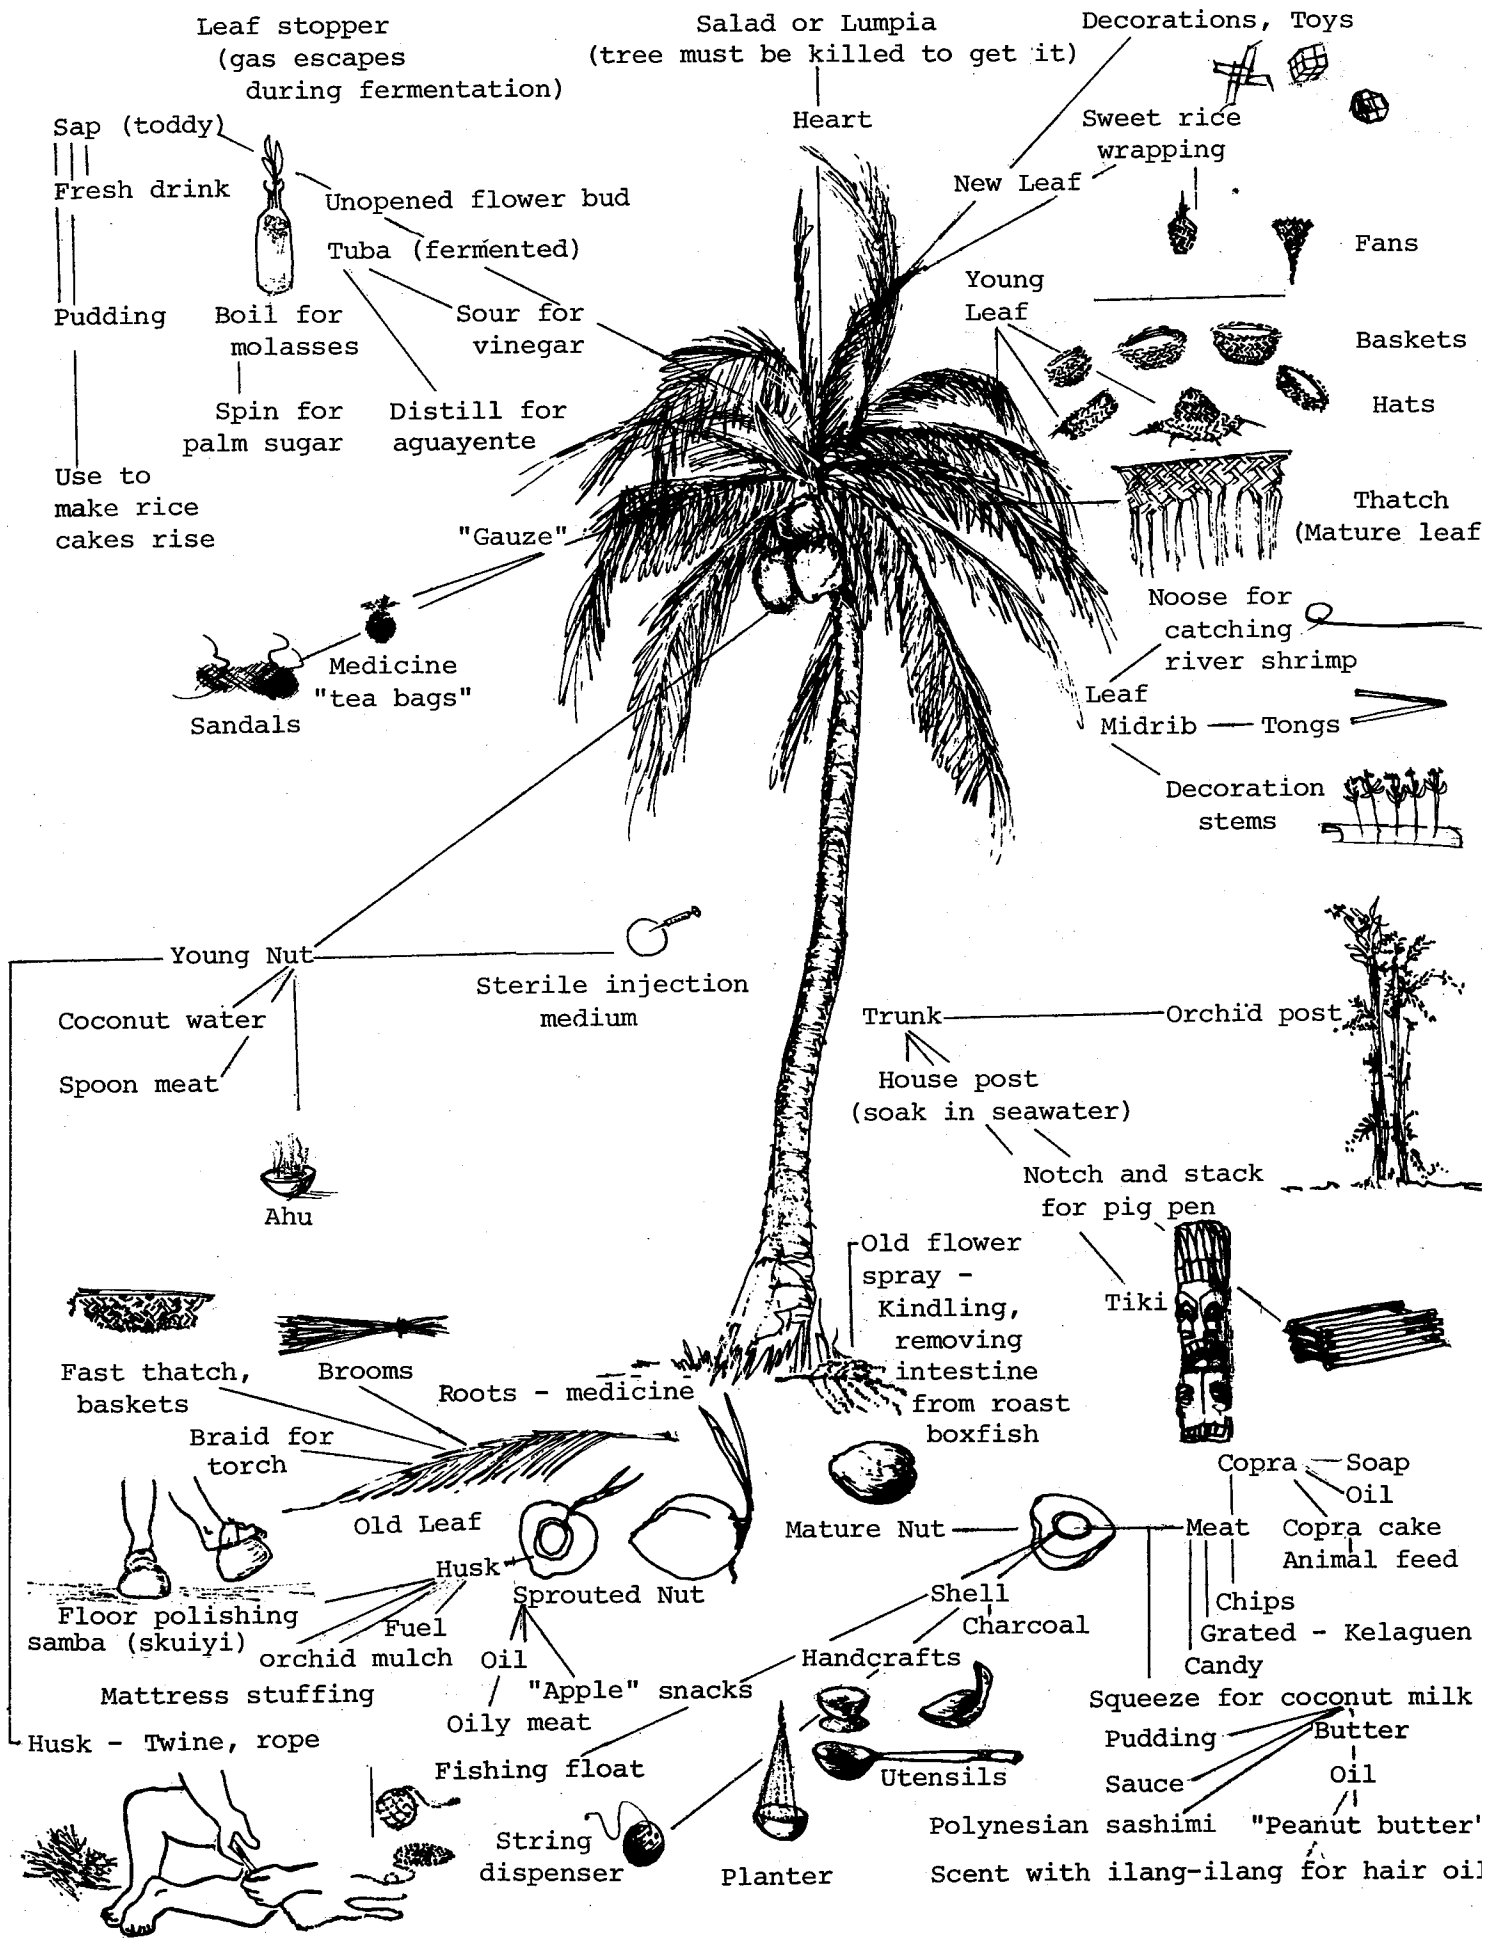 Leaf stopper
(gas escapes
during fermentation)
Salad or Lumpia
(tree must be killed to get it)
Heart
Decorations, Toys
Sweet rice
wrapping
New Leaf
Sap (toddy)
Fresh drink
Pudding
Use to
make rice
cakes rise
Unopened flower bud
Tuba (fermented)
Boil for
molasses
Spin for
palm sugar
Sour for
vinegar
Distill for
aguayente
Young
Leaf
Fans
Baskets
Hats
Thatch
(Mature leaf
"Gauze"
Medicine
"tea bags"
Sandals
Noose for
catching
river shrimp
Leaf
Midrib — Tongs
Decoration
stems
Young Nut
Coconut water
Spoon meat
Ahu
Sterile injection
medium
Trunk
Orchid post
House post
(soak in seawater)
Notch and stack
for pig pen
Tiki
Old flower
spray -
Kindling,
removing
intestine
from roast
boxfish
Fast thatch,
baskets
Brooms
Roots - medicine
Braid for
torch
Old Leaf
Husk
Sprouted Nut
Floor polishing
samba (skuiyi)
Fuel
orchid mulch
Mattress stuffing
Oil
Oily meat
"Apple" snacks
Husk - Twine, rope
Mature Nut
Copra
Soap
Oil
Meat
Copra cake
Animal feed
Chips
Grated - Kelaguen
Candy
Squeeze for coconut milk
Pudding
Butter
Sauce
Oil
Polynesian sashimi
"Peanut butter'
Scent with ilang-ilang for hair oil
Shell
Charcoal
Handcrafts
Fishing float
Utensils
String
dispenser
Planter